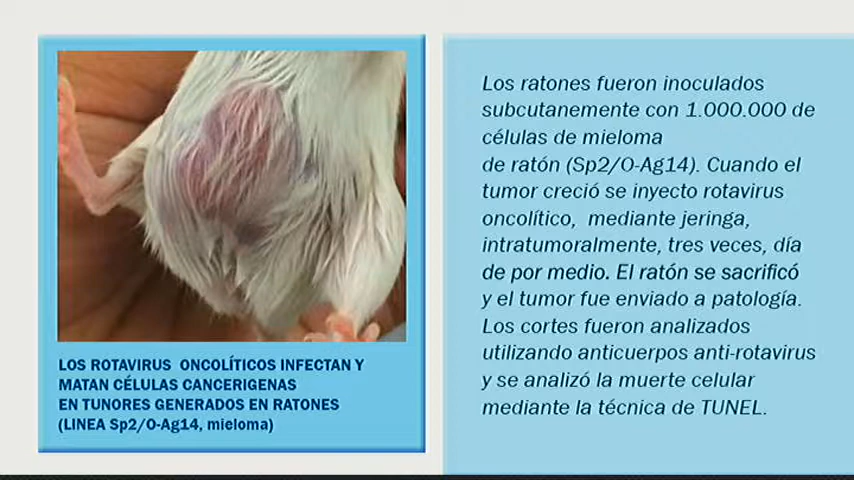 LOS ROTAVIRUS ONCOLÍTICOS INFECTAN Y
MATAN CÉLULAS CANCERIGENAS
EN TUNORES GENERADOS EN RATONES
(LINEA Sp2/O-Ag14, mieloma)
Los ratones fueron inoculados
subcutanemente con 1.000.000 de
células de mieloma
de ratón (Sp2/O-Ag14). Cuando el
tumor creció se inyecto rotavirus
oncolítico, mediante jeringa,
intratumoralmente, tres veces, día
de por medio. El ratón se sacrificó
y el tumor fue enviado a patología.
Los cortes fueron analizados
utilizando anticuerpos anti-rotavirus
y se analizó la muerte celular
mediante la técnica de TUNEL.